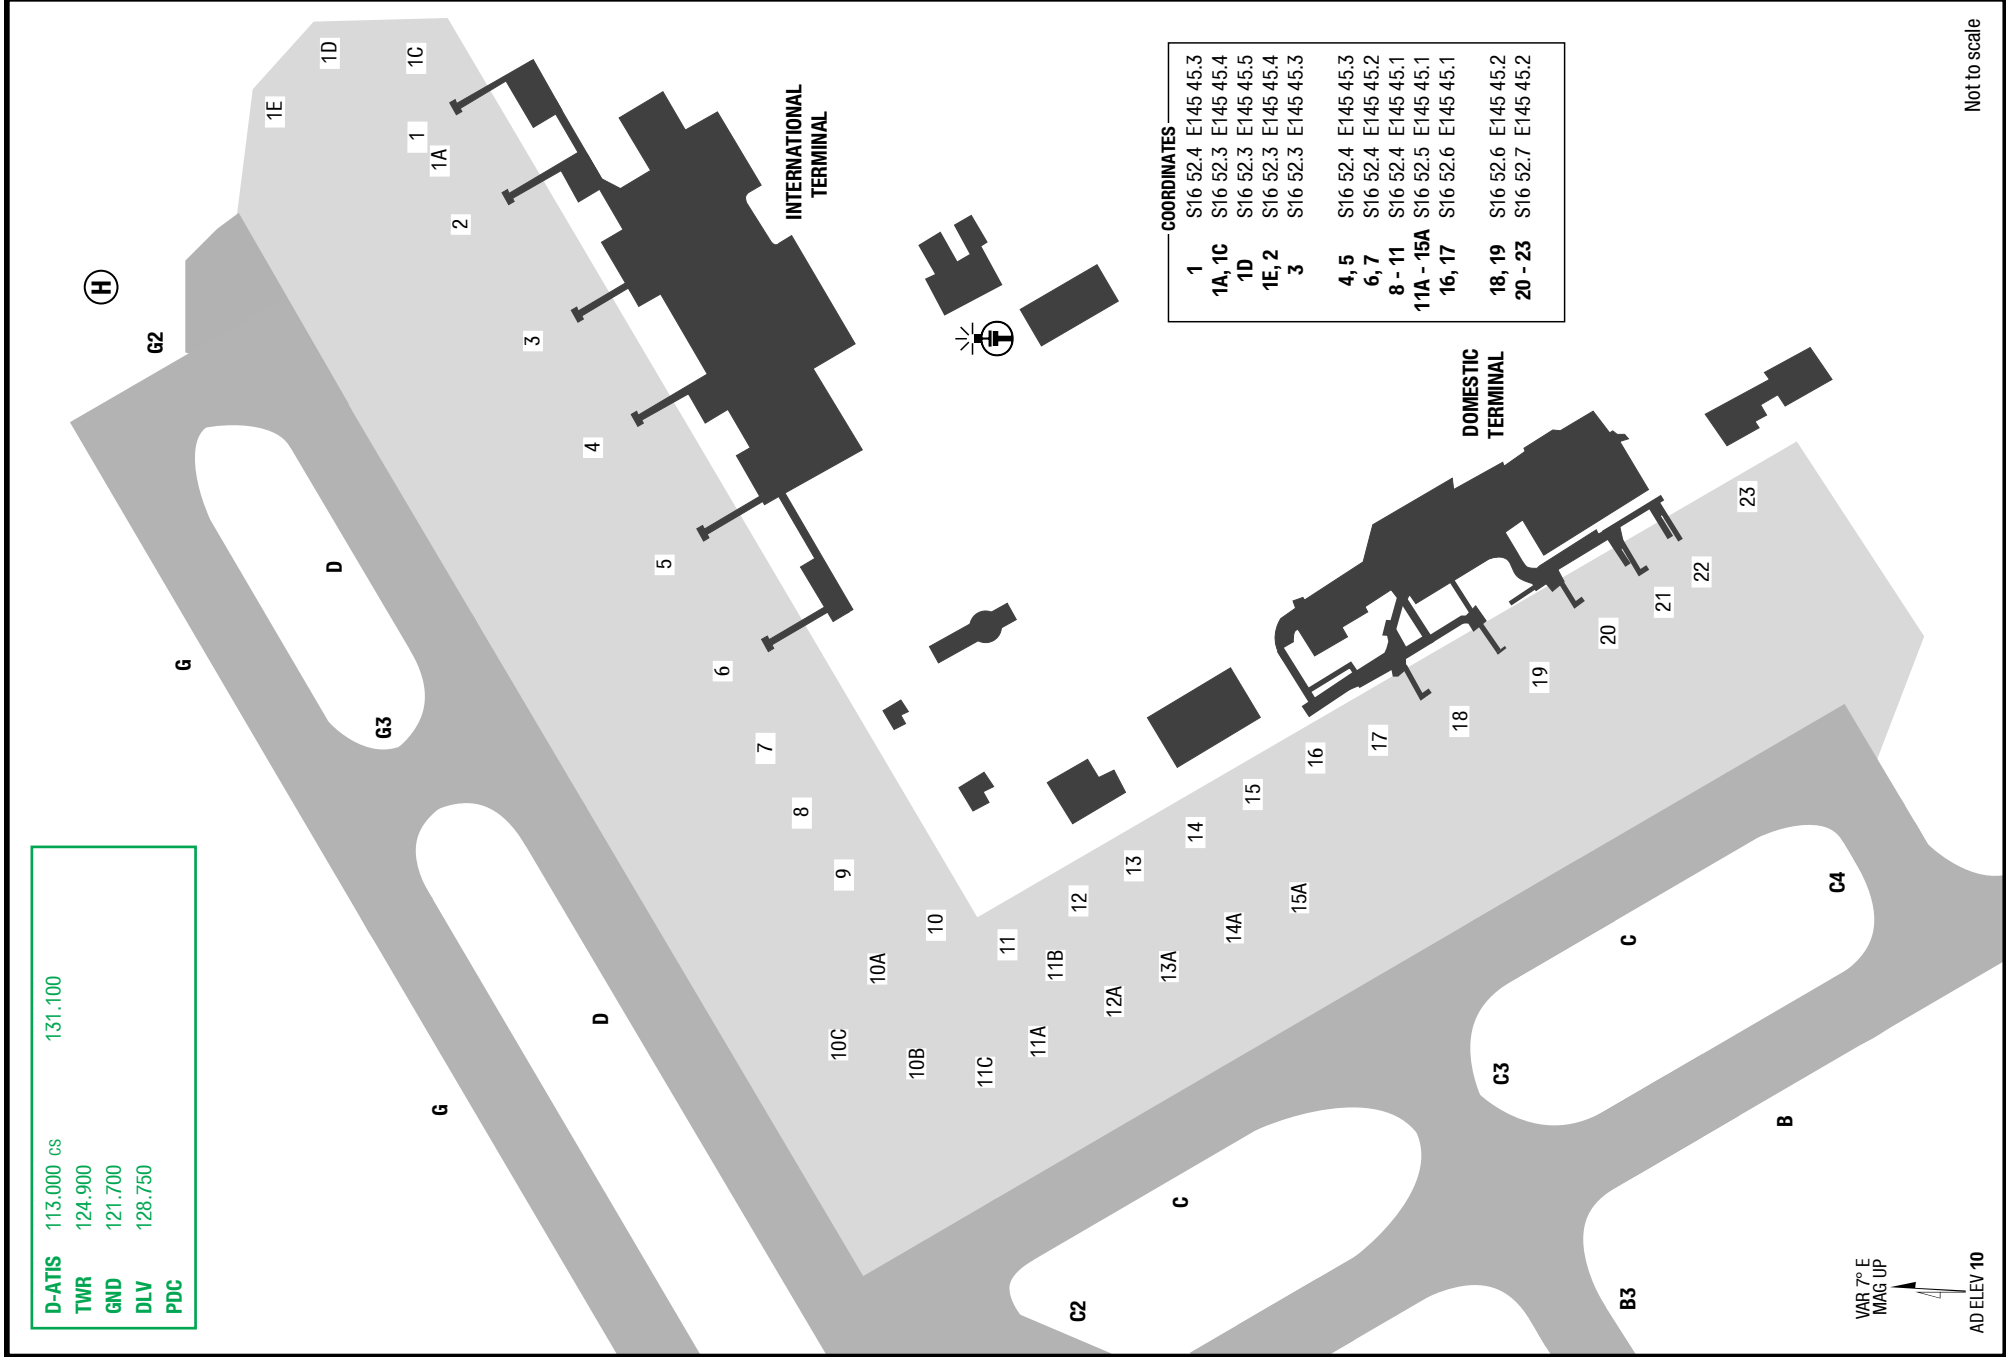 D-ATIS 113.000 CS 131.100
TWR 124.900
GND 121.700
DLV 128.750
PDC
H
G2
G
D
G3
G
D
1E
1D
1C
1
1A
2
3
4
5
6
7
8
9
10
10A
10C
10B
11
11B
11C
11A
12
12A
13
13A
14
14A
15
15A
16
17
18
19
20
21
22
23
INTERNATIONAL
TERMINAL
T
DOMESTIC
TERMINAL
COORDINATES
1 S16 52.4 E145 45.3
1A, 1C S16 52.3 E145 45.4
1D S16 52.3 E145 45.5
1E, 2 S16 52.3 E145 45.4
3 S16 52.3 E145 45.3
4, 5 S16 52.4 E145 45.3
6, 7 S16 52.4 E145 45.2
8 - 11 S16 52.4 E145 45.1
11A - 15A S16 52.5 E145 45.1
16, 17 S16 52.6 E145 45.1
18, 19 S16 52.6 E145 45.2
20 - 23 S16 52.7 E145 45.2
C2
C
C3
C
C4
B3
B
VAR 7° E
MAG UP
AD ELEV 10
Not to scale